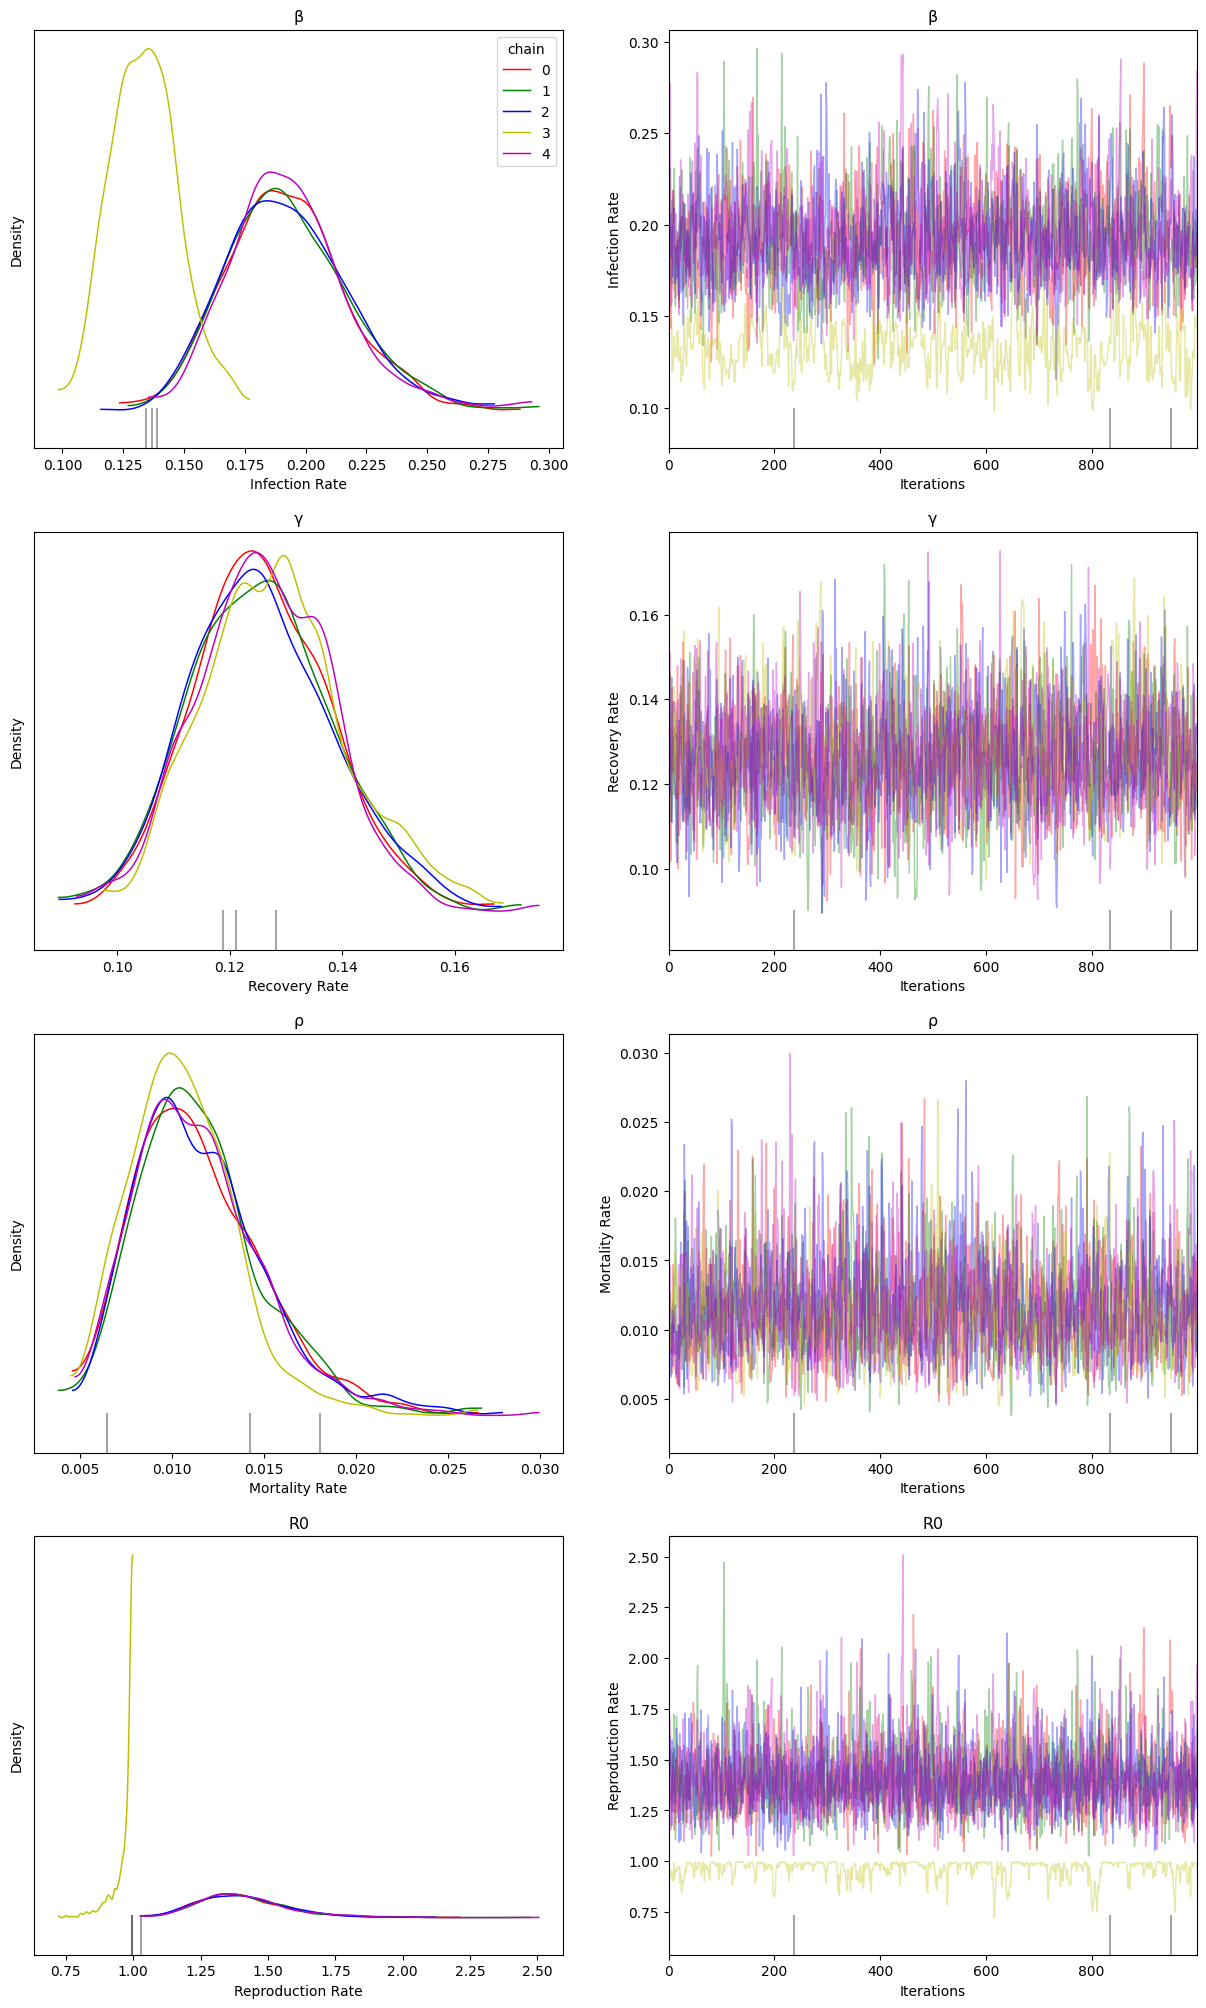 β
Density
chain
0
1
2
3
4
0.100 0.125 0.150 0.175 0.200 0.225 0.250 0.275 0.300
Infection Rate
β
Infection Rate
0.30
0.25
0.20
0.15
0.10
0 200 400 600 800
Iterations
γ
Density
0.10 0.12 0.14 0.16
Recovery Rate
γ
Recovery Rate
0.16
0.14
0.12
0.10
0 200 400 600 800
Iterations
ρ
Density
0.005 0.010 0.015 0.020 0.025 0.030
Mortality Rate
ρ
Mortality Rate
0.030
0.025
0.020
0.015
0.010
0.005
0 200 400 600 800
Iterations
R0
Density
0.75 1.00 1.25 1.50 1.75 2.00 2.25 2.50
Reproduction Rate
R0
Reproduction Rate
2.50
2.25
2.00
1.75
1.50
1.25
1.00
0.75
0 200 400 600 800
Iterations